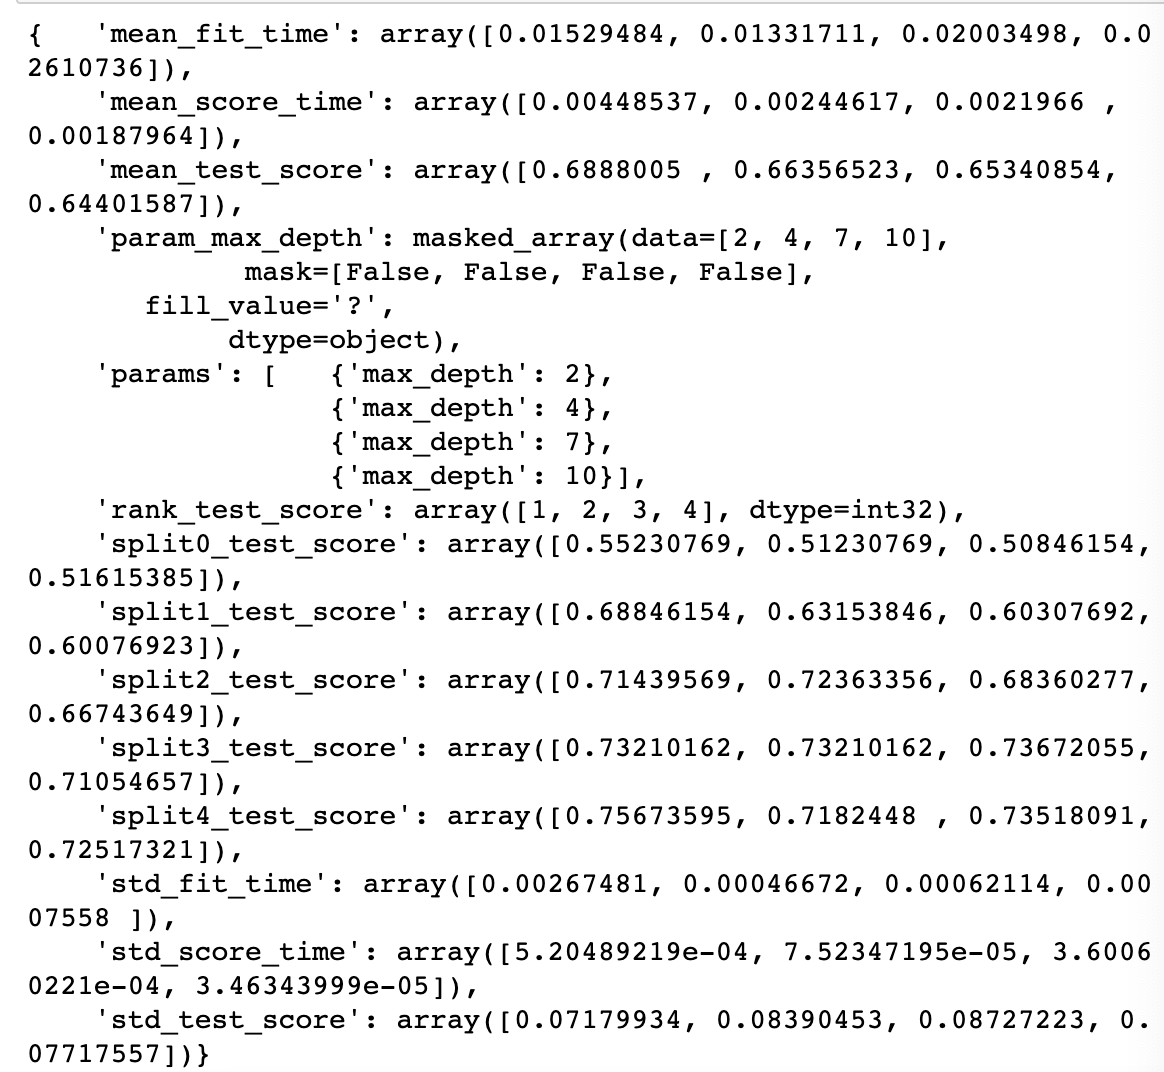 {   'mean_fit_time': array([0.01529484, 0.01331711, 0.02003498, 0.0
2610736]),
    'mean_score_time': array([0.00448537, 0.00244617, 0.0021966 ,
0.00187964]),
    'mean_test_score': array([0.6888005 , 0.66356523, 0.65340854,
0.64401587]),
    'param_max_depth': masked_array(data=[2, 4, 7, 10],
             mask=[False, False, False, False],
       fill_value='?',
            dtype=object),
    'params': [   {'max_depth': 2},
                  {'max_depth': 4},
                  {'max_depth': 7},
                  {'max_depth': 10}],
    'rank_test_score': array([1, 2, 3, 4], dtype=int32),
    'split0_test_score': array([0.55230769, 0.51230769, 0.50846154,
0.51615385]),
    'split1_test_score': array([0.68846154, 0.63153846, 0.60307692,
0.60076923]),
    'split2_test_score': array([0.71439569, 0.72363356, 0.68360277,
0.66743649]),
    'split3_test_score': array([0.73210162, 0.73210162, 0.73672055,
0.71054657]),
    'split4_test_score': array([0.75673595, 0.7182448 , 0.73518091,
0.72517321]),
    'std_fit_time': array([0.00267481, 0.00046672, 0.00062114, 0.00
07558 ]),
    'std_score_time': array([5.20489219e-04, 7.52347195e-05, 3.6006
0221e-04, 3.46343999e-05]),
    'std_test_score': array([0.07179934, 0.08390453, 0.08727223, 0.
07717557])}